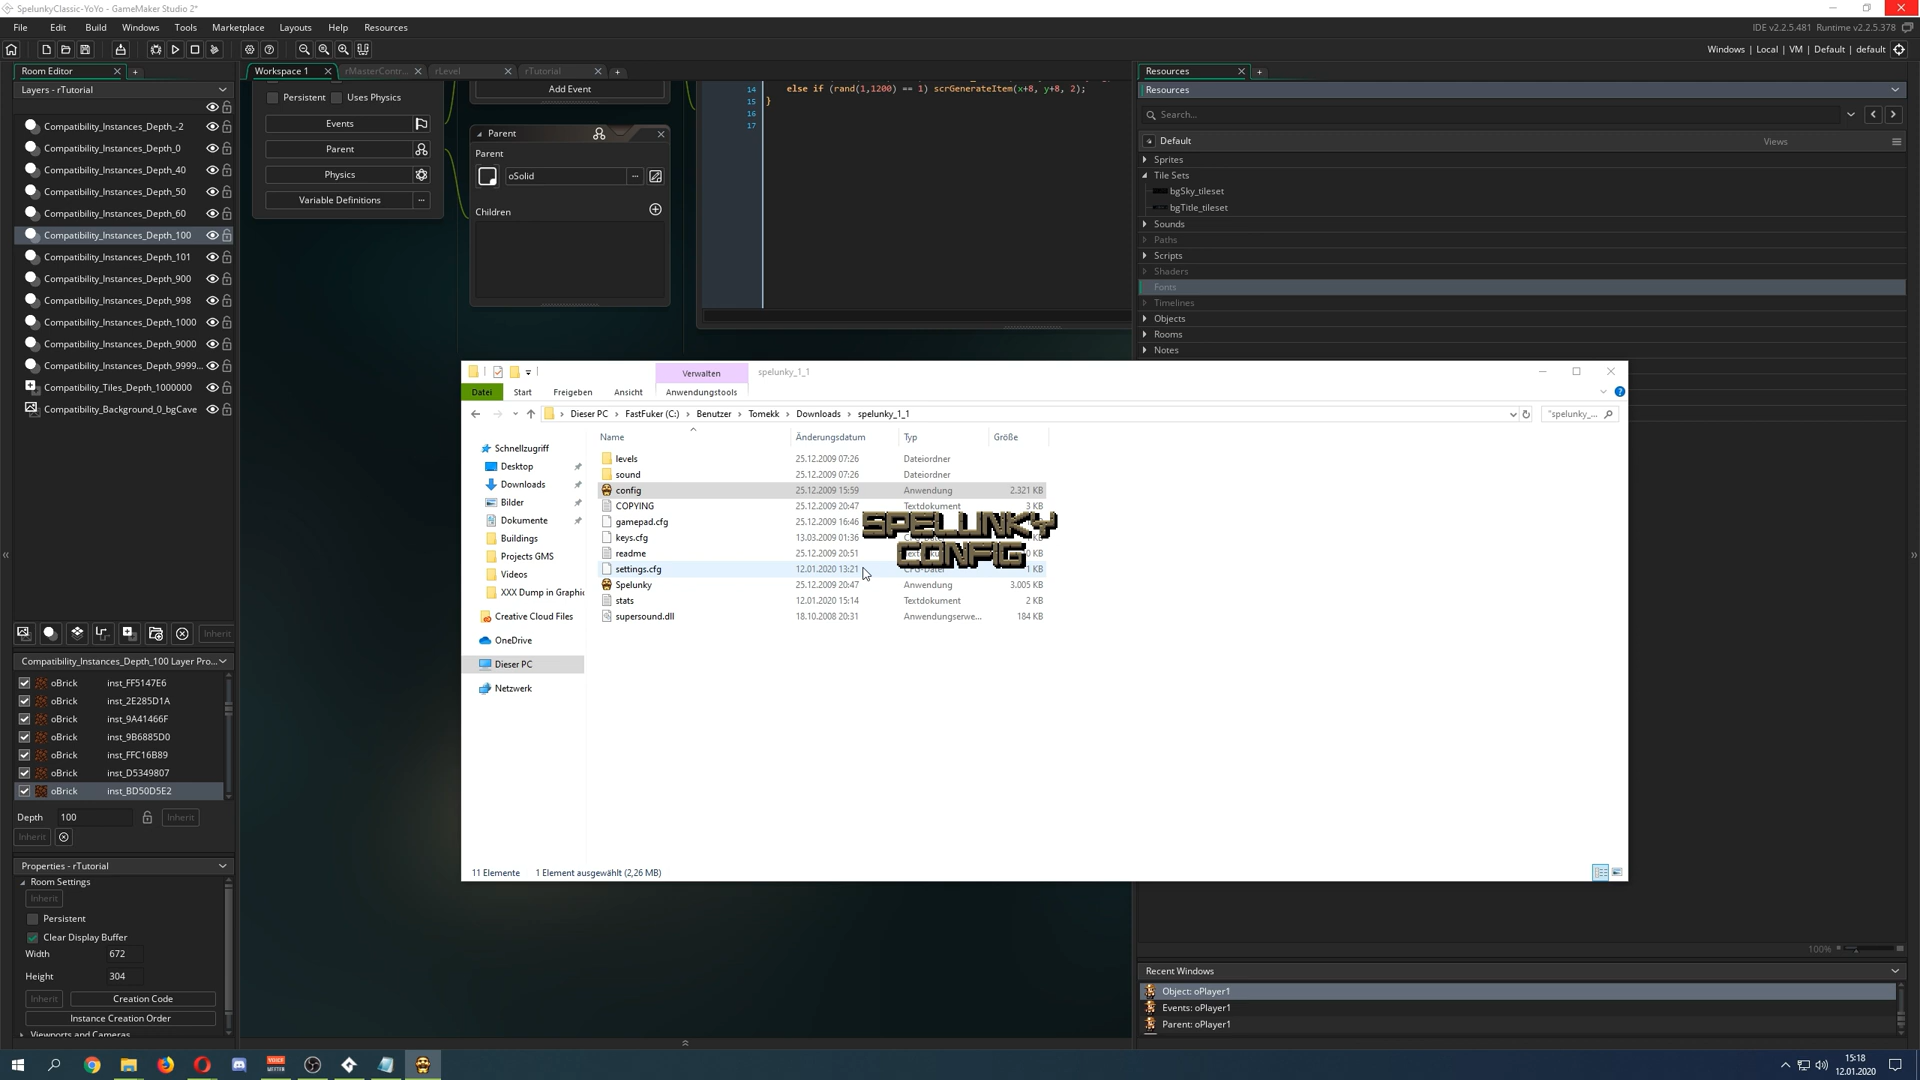 SpelunkyClassic-YoYo - GameMaker Studio 2*
File Edit Build Windows Tools Marketplace Layouts Help Resources
IDE v2.2.5.481 Runtime v2.2.5.378
Windows | Local | VM | Default | default
Room Editor
Layers - rTutorial
Compatibility_Instances_Depth_-2
Compatibility_Instances_Depth_0
Compatibility_Instances_Depth_40
Compatibility_Instances_Depth_50
Compatibility_Instances_Depth_60
Compatibility_Instances_Depth_100
Compatibility_Instances_Depth_101
Compatibility_Instances_Depth_900
Compatibility_Instances_Depth_998
Compatibility_Instances_Depth_1000
Compatibility_Instances_Depth_9000
Compatibility_Instances_Depth_9999...
Compatibility_Tiles_Depth_1000000
Compatibility_Background_0_bgCave
Inherit
Compatibility_Instances_Depth_100 Layer Pro...
oBrick inst_FF5147E6
oBrick inst_2E285D1A
oBrick inst_9A41466F
oBrick inst_9B6885D0
oBrick inst_FFC16B89
oBrick inst_D5349807
oBrick inst_BD50D5E2
Depth 100 Inherit
Inherit
Properties - rTutorial
Room Settings
Inherit
Persistent
Clear Display Buffer
Width 672
Height 304
Inherit Creation Code
Instance Creation Order
Viewports and Cameras
Workspace 1 rMasterContr... rLevel rTutorial
Persistent Uses Physics
Events
Parent
Physics
Variable Definitions ...
Add Event
Parent
Parent
oSolid ...
Children
14 else if (rand(1,1200) == 1) scrGenerateItem(x+8, y+8, 2);
15 }
16
17
Resources
Resources
Search...
Default Views
Sprites
Tile Sets
bgSky_tileset
bgTitle_tileset
Sounds
Paths
Scripts
Shaders
Fonts
Timelines
Objects
Rooms
Notes
Verwalten spelunky_1_1
Datei Start Freigeben Ansicht Anwendungstools
Dieser PC > FastFuker (C:) > Benutzer > Tomekk > Downloads > spelunky_1_1
"spelunky_...
Name Änderungsdatum Typ Größe
levels 25.12.2009 07:26 Dateiordner
sound 25.12.2009 07:26 Dateiordner
config 25.12.2009 15:59 Anwendung 2.321 KB
COPYING 25.12.2009 20:47 Textdokument 3 KB
gamepad.cfg 25.12.2009 16:46
keys.cfg 13.03.2009 01:36
readme 25.12.2009 20:51
settings.cfg 12.01.2020 13:21 CFG-Datei 1 KB
Spelunky 25.12.2009 20:47 Anwendung 3.005 KB
stats 12.01.2020 15:14 Textdokument 2 KB
supersound.dll 18.10.2008 20:31 Anwendungserwe... 184 KB
SPELUNKY
CONFIG
Schnellzugriff
Desktop
Downloads
Bilder
Dokumente
Buildings
Projects GMS
Videos
XXX Dump in Graphic
Creative Cloud Files
OneDrive
Dieser PC
Netzwerk
11 Elemente 1 Element ausgewählt (2,26 MB)
100%
Recent Windows
Object: oPlayer1
Events: oPlayer1
Parent: oPlayer1
15:18
12.01.2020